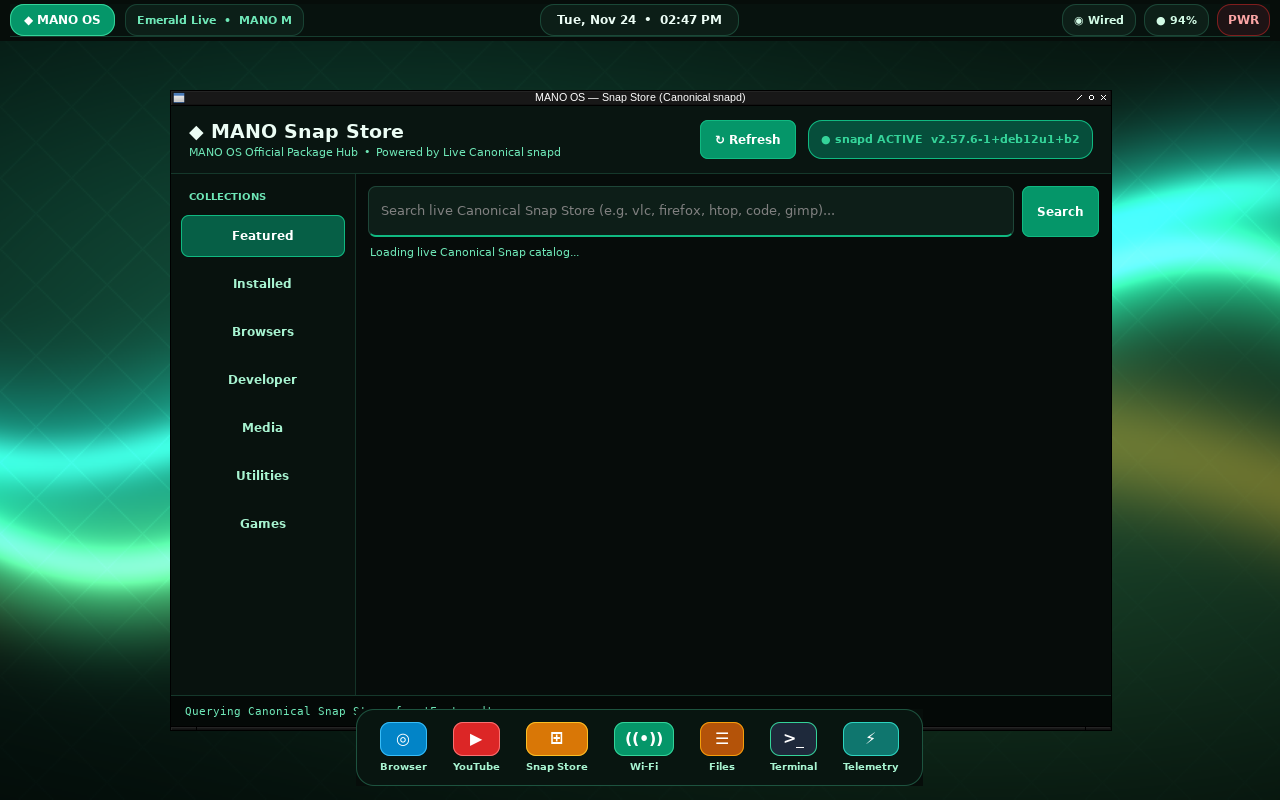 ◆ MANO OS
Emerald Live • MANO M
Tue, Nov 24 • 02:47 PM
◉ Wired
● 94%
PWR
MANO OS — Snap Store (Canonical snapd)
◆ MANO Snap Store
MANO OS Official Package Hub • Powered by Live Canonical snapd
↻ Refresh
● snapd ACTIVE v2.57.6-1+deb12u1+b2
COLLECTIONS
Featured
Installed
Browsers
Developer
Media
Utilities
Games
Search live Canonical Snap Store (e.g. vlc, firefox, htop, code, gimp)...
Search
Loading live Canonical Snap catalog...
Querying Canonical Snap
Browser
YouTube
Snap Store
((•))
Wi-Fi
Files
>_
Terminal
Telemetry